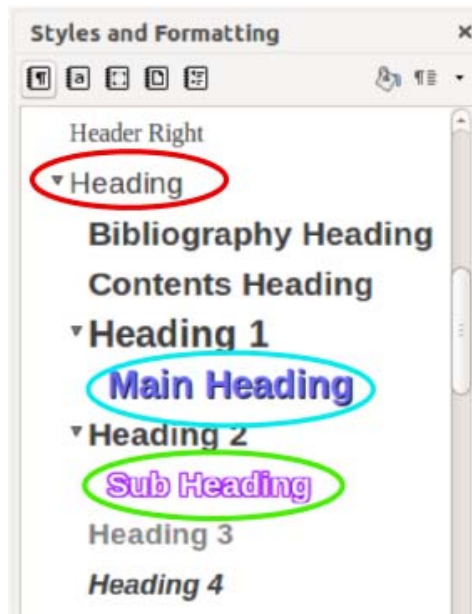 Styles and Formatting
Header Right
Heading
Bibliography Heading
Contents Heading
Heading 1
Main Heading
Heading 2
Sub Heading
Heading 3
Heading 4